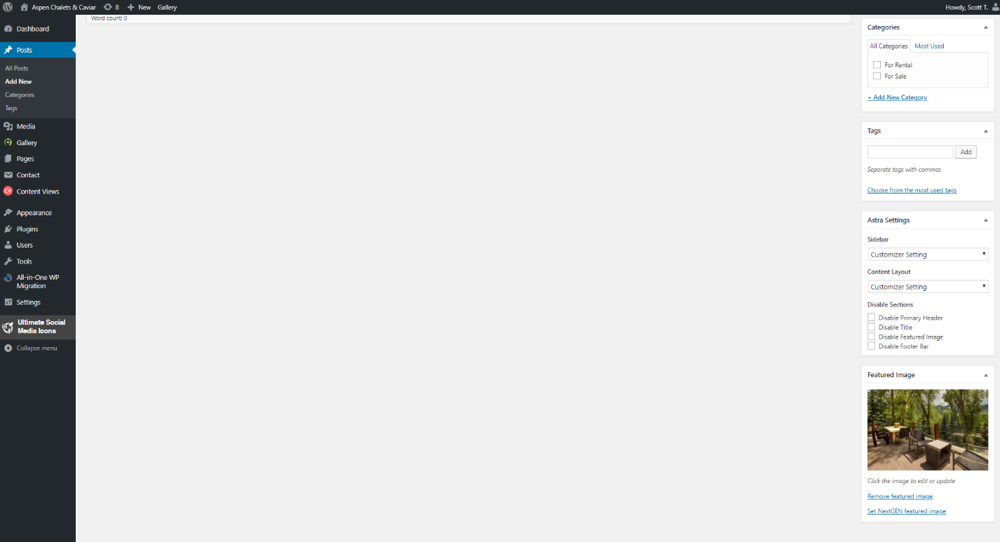 Aspen Chalets & Caviar 8 New Gallery Howdy, Scott T.
Dashboard
Posts
All Posts
Add New
Categories
Tags
Media
Gallery
Pages
Contact
CV Content Views
Appearance
Plugins
Users
Tools
All-in-One WP
Migration
Settings
Ultimate Social
Media Icons
Collapse menu
Word count: 0
Categories
All Categories Most Used
For Rental
For Sale
+ Add New Category
Tags
Add
Separate tags with commas
Choose from the most used tags
Astra Settings
Sidebar
Customizer Setting
Content Layout
Customizer Setting
Disable Sections
Disable Primary Header
Disable Title
Disable Featured Image
Disable Footer Bar
Featured Image
Click the image to edit or update
Remove featured image
Set NextGEN featured image